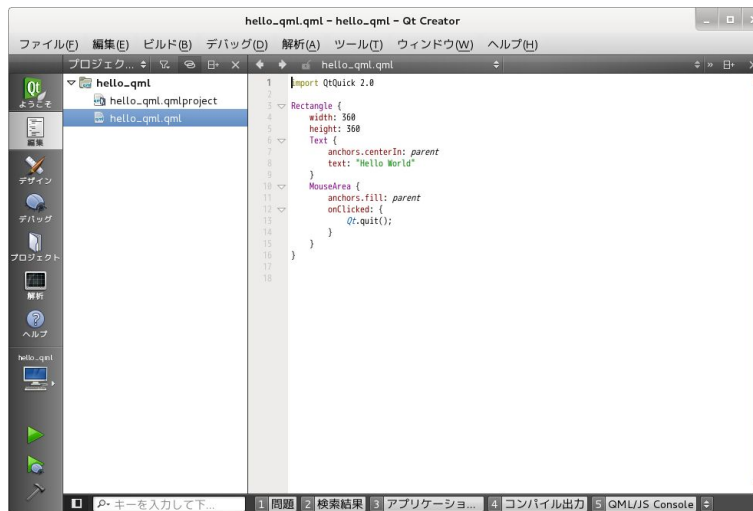 hello_qml.qml - hello_qml - Qt Creator
ファイル(F) 編集(E) ビルド(B) デバッグ(D) 解析(A) ツール(T) ウィンドウ(W) ヘルプ(H)
プロジェク... hello_qml.qml
Qt
ようこそ
編集
デザイン
デバッグ
プロジェクト
解析
ヘルプ
hello_qml
hello_qml
hello_qml.qmlproject
hello_qml.qml
1 import QtQuick 2.0
2
3 Rectangle {
4 width: 360
5 height: 360
6 Text {
7 anchors.centerIn: parent
8 text: "Hello World"
9 }
10 MouseArea {
11 anchors.fill: parent
12 onClicked: {
13 Qt.quit();
14 }
15 }
16 }
17
18
キーを入力して下... 1 問題 2 検索結果 3 アプリケーショ... 4 コンパイル出力 5 QML/JS Console